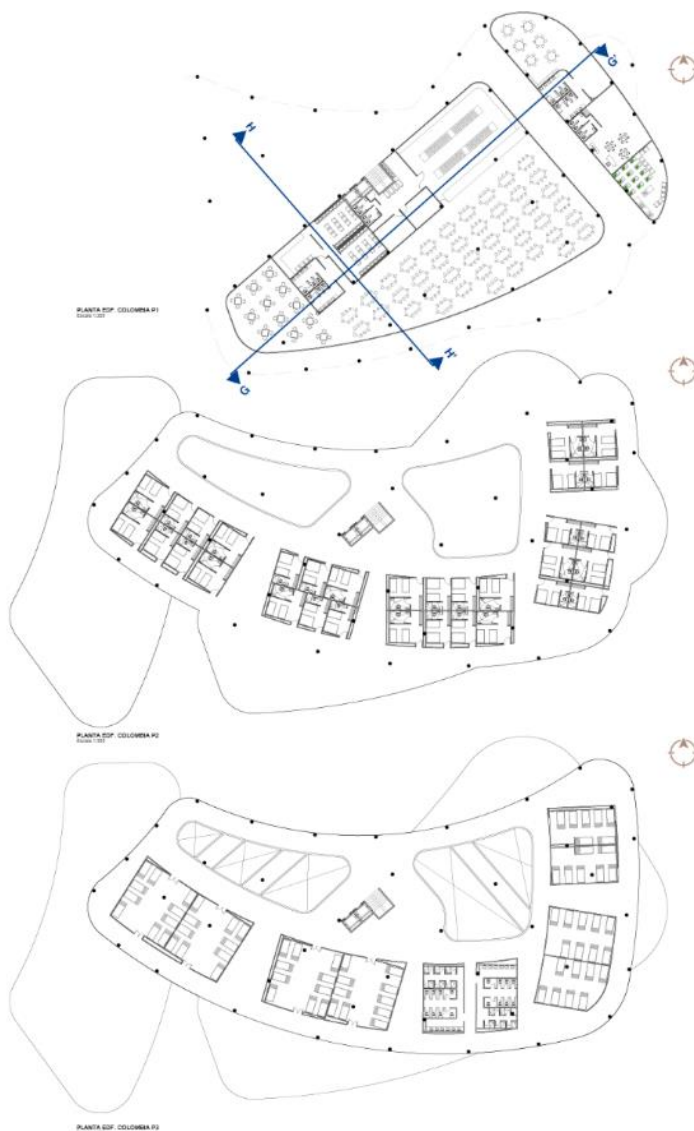 G'
H
PLANTA EDF. COLOMBIA P1
H'
G
PLANTA EDF. COLOMBIA P2
PLANTA EDF. COLOMBIA P3